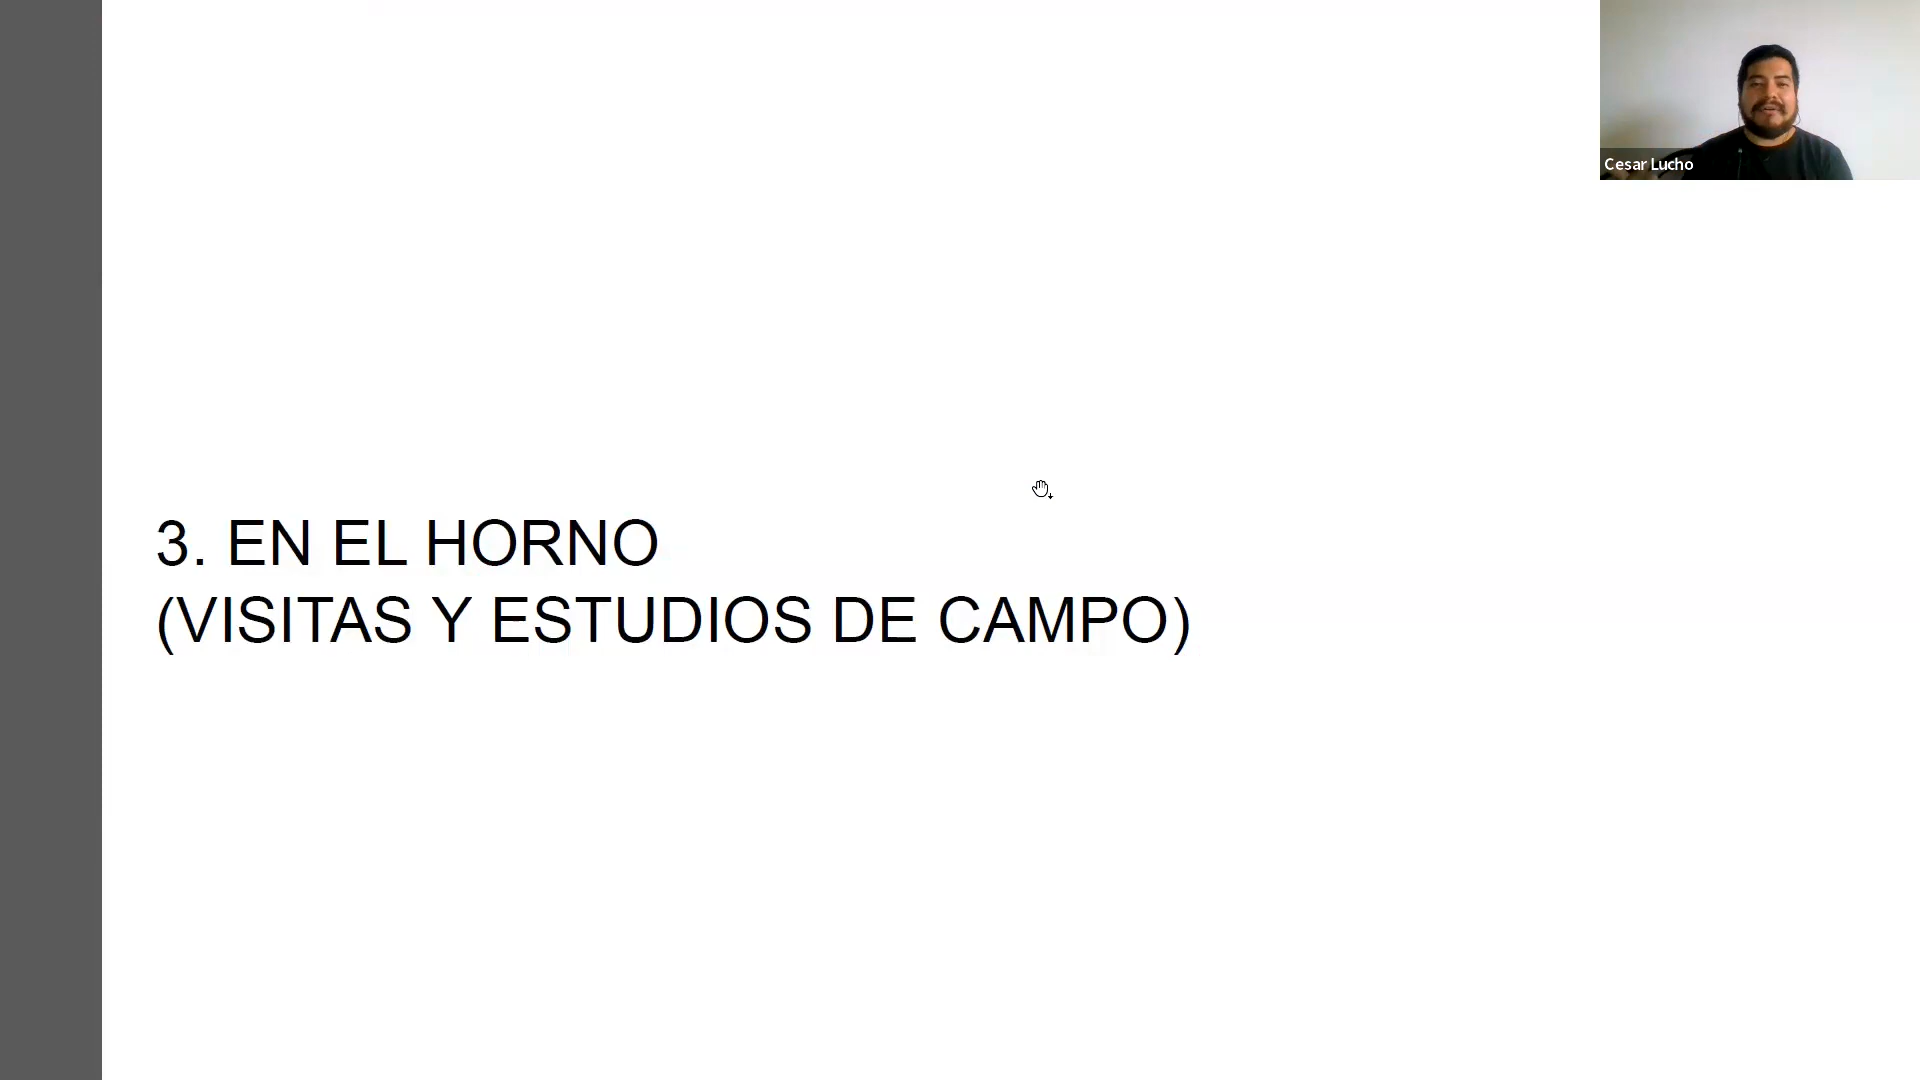 Cesar Lucho
3. EN EL HORNO
(VISITAS Y ESTUDIOS DE CAMPO)